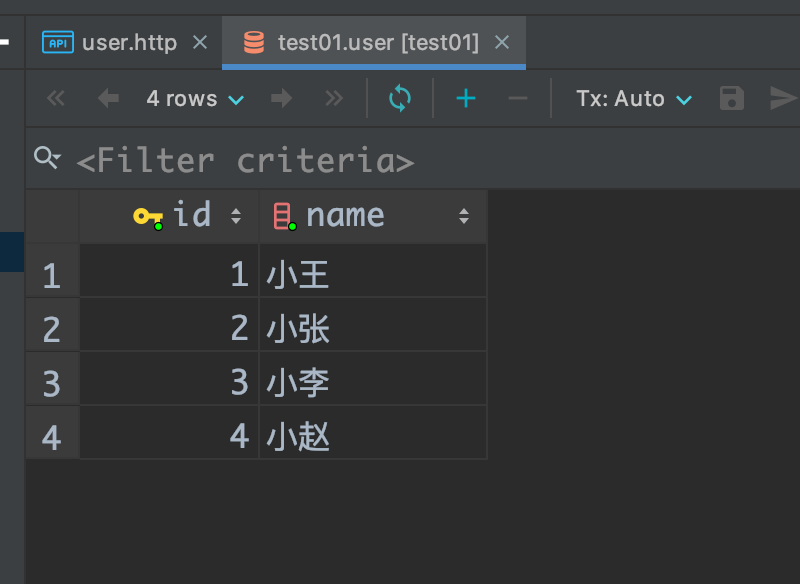 API user.http
test01.user [test01]
4 rows Tx: Auto
<Filter criteria>
id name
1 1 小王
2 2 小张
3 3 小李
4 4 小赵